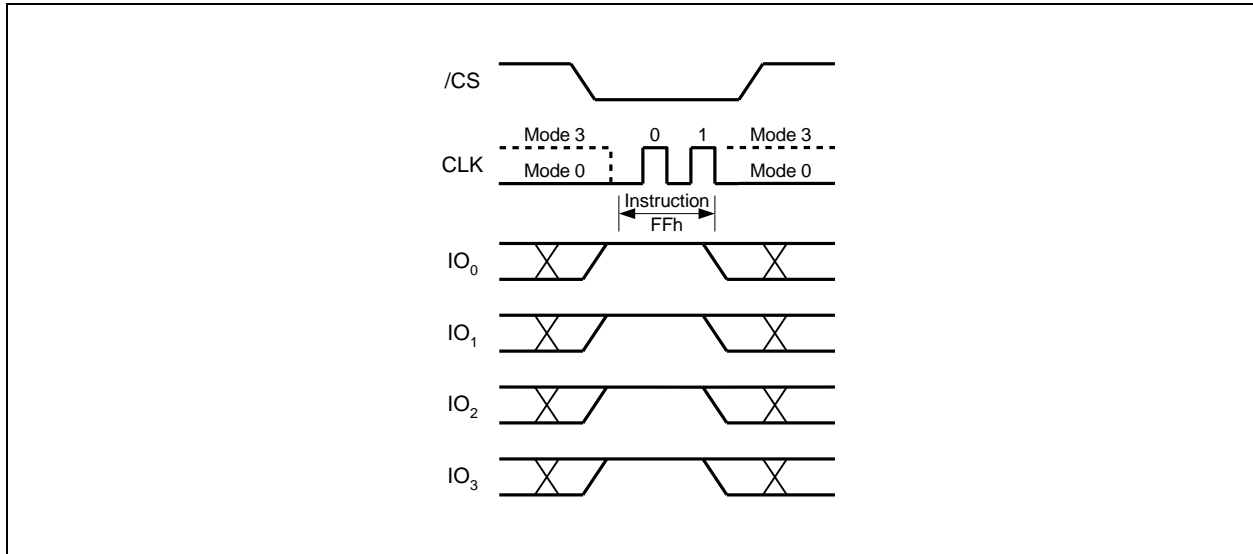 /CS
Mode 3 0 1 Mode 3
CLK
Mode 0 Mode 0
Instruction
FFh
IO0
IO1
IO2
IO3